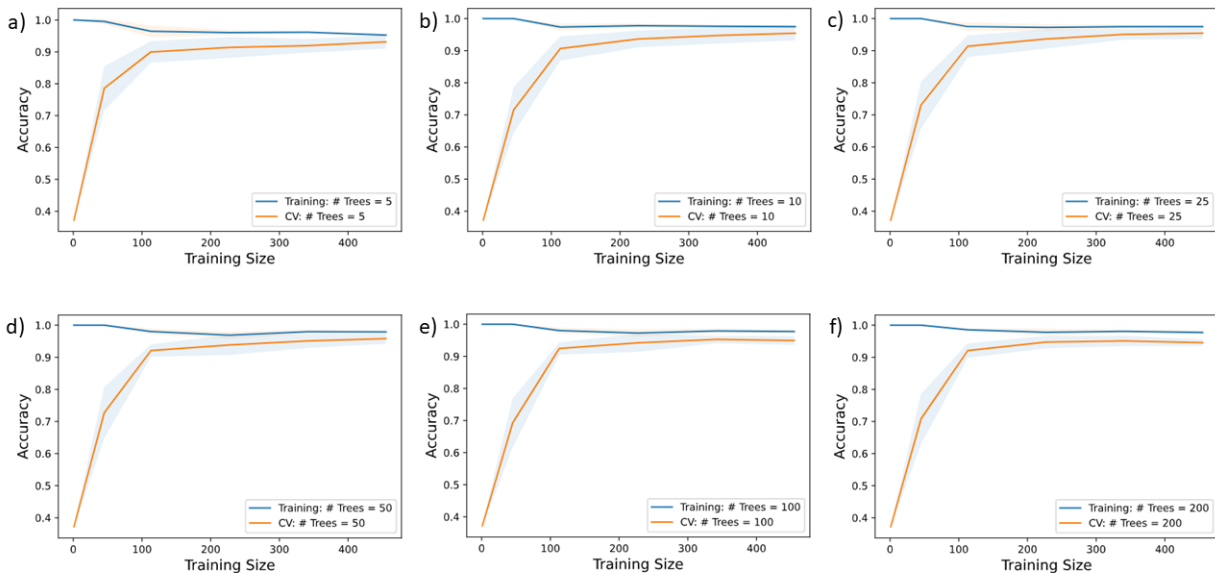 a)
1.0
0.9
0.8
0.7
0.6
0.5
0.4
Accuracy
Training: # Trees = 5
CV: # Trees = 5
0 100 200 300 400
Training Size
b)
1.0
0.9
0.8
0.7
0.6
0.5
0.4
Accuracy
Training: # Trees = 10
CV: # Trees = 10
0 100 200 300 400
Training Size
c)
1.0
0.9
0.8
0.7
0.6
0.5
0.4
Accuracy
Training: # Trees = 25
CV: # Trees = 25
0 100 200 300 400
Training Size
d)
1.0
0.9
0.8
0.7
0.6
0.5
0.4
Accuracy
Training: # Trees = 50
CV: # Trees = 50
0 100 200 300 400
Training Size
e)
1.0
0.9
0.8
0.7
0.6
0.5
0.4
Accuracy
Training: # Trees = 100
CV: # Trees = 100
0 100 200 300 400
Training Size
f)
1.0
0.9
0.8
0.7
0.6
0.5
0.4
Accuracy
Training: # Trees = 200
CV: # Trees = 200
0 100 200 300 400
Training Size